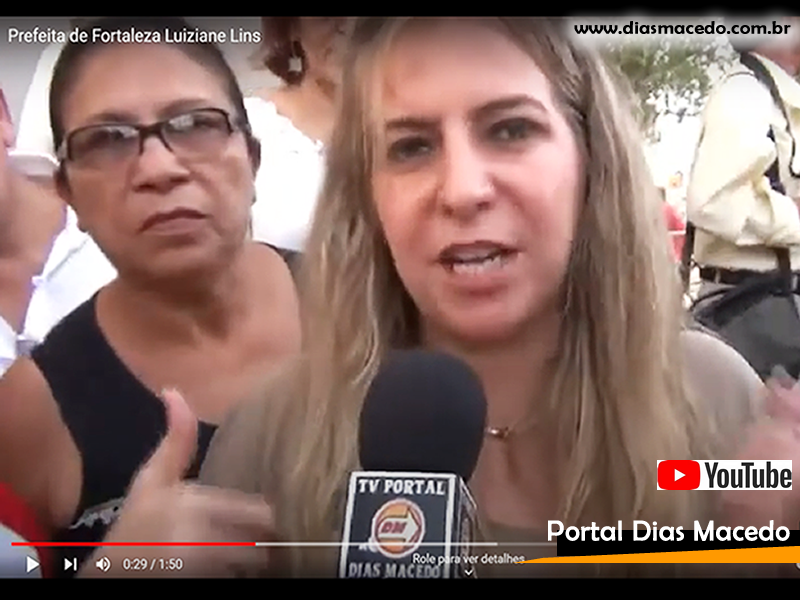 www.diasmacedo.com.br
Prefeita de Fortaleza Luiziane Lins
TV PORTAL
DM
DIAS MACEDO
YouTube
Portal Dias Macedo
0:29 / 1:50
Role para ver detalhes